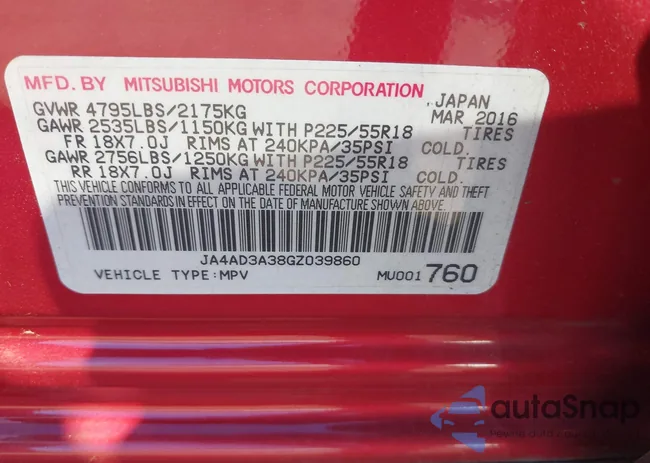 MFD. BY MITSUBISHI MOTORS CORPORATION
JAPAN
GVWR 4795LBS/2175KG MAR 2016
GAWR 2535LBS/1150KG WITH P225/55R18 TIRES
FR 18X7.0J RIMS AT 240KPA/35PSI COLD.
GAWR 2756LBS/1250KG WITH P225/55R18 TIRES
RR 18X7.0J RIMS AT 240KPA/35PSI COLD.
THIS VEHICLE CONFORMS TO ALL APPLICABLE FEDERAL MOTOR VEHICLE SAFETY AND THEFT
PREVENTION STANDARDS IN EFFECT ON THE DATE OF MANUFACTURE SHOWN ABOVE.
JA4AD3A38GZ039860
VEHICLE TYPE:MPV MU001760
autoSnap